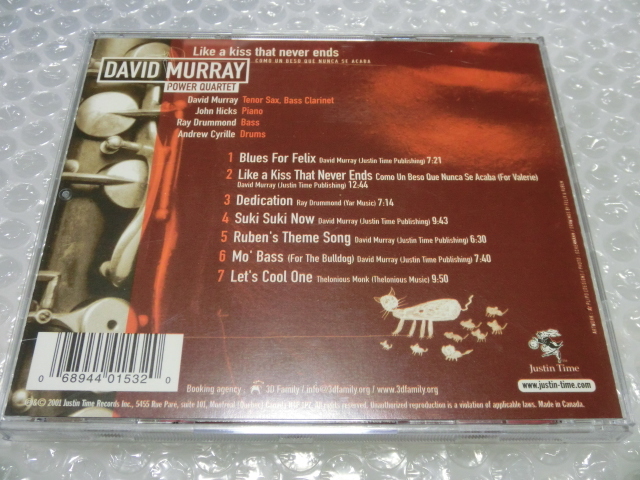 Like a kiss that never ends
COMO UN BESO QUE NUNCA SE ACABA
DAVID MURRAY
POWER QUARTET
David Murray Tenor Sax, Bass Clarinet
John Hicks Piano
Ray Drummond Bass
Andrew Cyrille Drums
1 Blues For Felix David Murray (Justin Time Publishing) 7:21
2 Like a Kiss That Never Ends Como Un Beso Que Nunca Se Acaba (For Valerie)
David Murray (Justin Time Publishing) 12:44
3 Dedication Ray Drummond (Yar Music) 7:14
4 Suki Suki Now David Murray (Justin Time Publishing) 9:43
5 Ruben's Theme Song David Murray (Justin Time Publishing) 6:30
6 Mo' Bass (For The Bulldog) David Murray (Justin Time Publishing) 7:40
7 Let's Cool One Thelonious Monk (Thelonious Music) 9:50
0 68944 01532 0
Justin Time
www.justin-time.com
Booking agency 3D Family / info@3dfamily.org / www.3dfamily.org
℗&© 2001 Justin Time Records Inc., 5455 Rue Pare, suite 101, Montreal (Quebec) Canada H4P 1P7. All rights reserved. Unauthorized reproduction is a violation of applicable laws. Made in Canada.